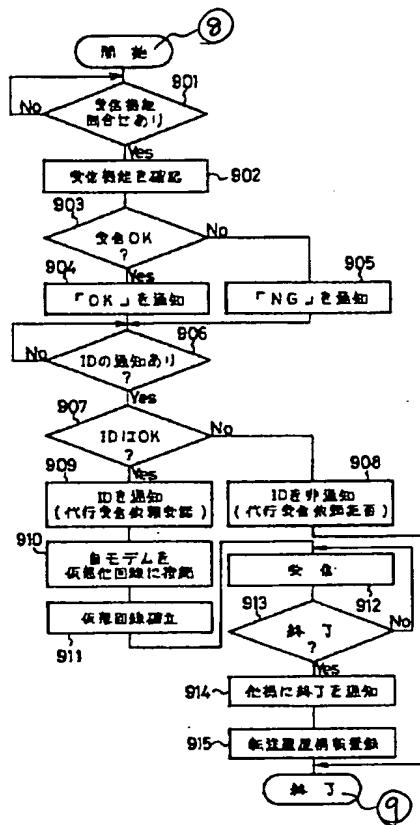 8
開始
901
No
受信機能
問合せあり
Yes
受信機能を確認
902
903
受信OK
?
No
Yes
904
「OK」を通知
905
「NG」を通知
906
No
IDの通知あり
?
Yes
907
IDはOK
?
No
Yes
909
IDを通知
(代行受信依頼受諾)
908
IDを非通知
(代行受信依頼拒否)
910
自モデムを
仮想化回線に接続
仮想回線確立
911
受信
912
913
終了
?
No
Yes
914
他機に終了を通知
915
転送履歴情報登録
終了
9